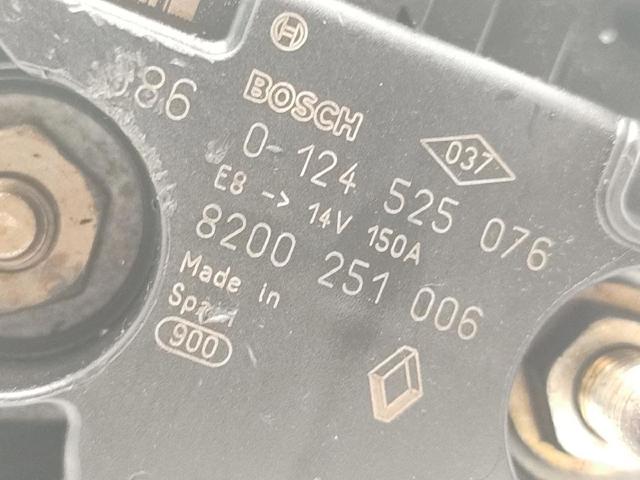 BOSCH
086
0-124 525 076
037
E8 -> 14V 150A
8200 251 006
Made in
Spain
900